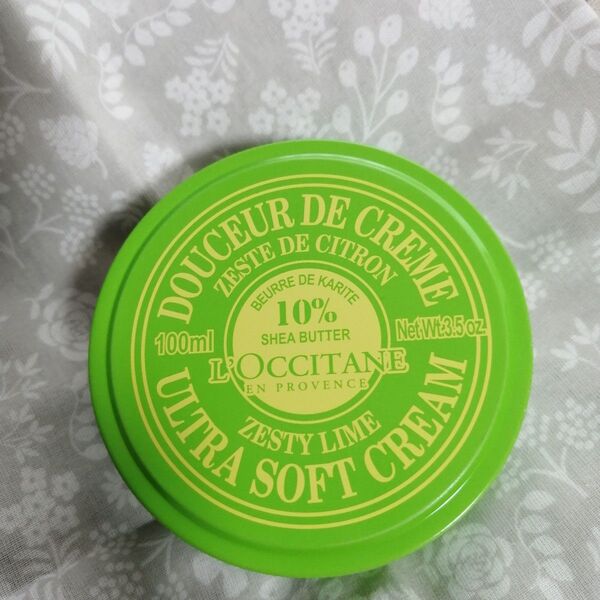 DOUCEUR DE CREME
ZESTE DE CITRON
BEURRE DE KARITE
10%
SHEA BUTTER
100ml
Net Wt.3.5 oz.
L'OCCITANE
EN PROVENCE
ZESTY LIME
ULTRA SOFT CREAM